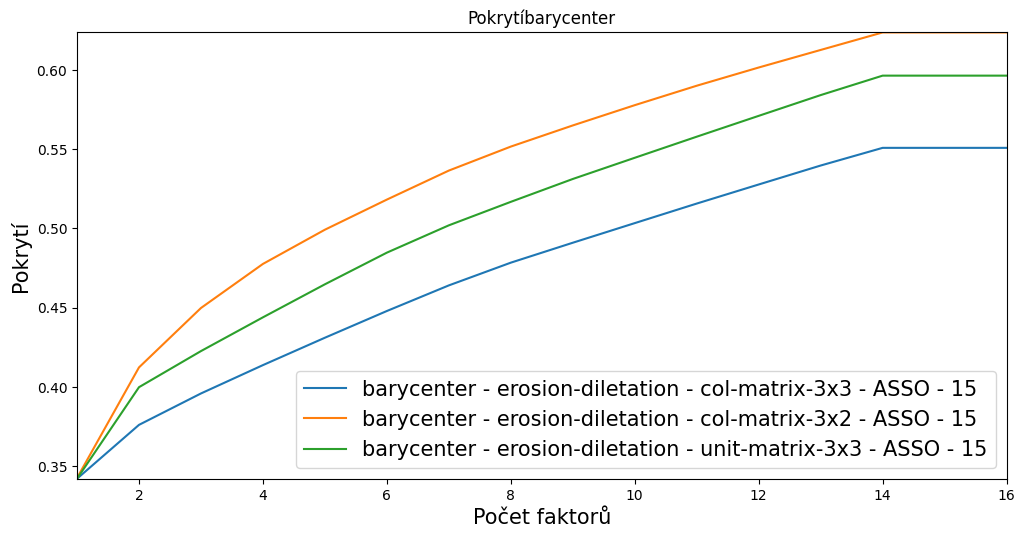 Pokrytíbarycenter
Pokrytí
0.60
0.55
0.50
0.45
0.40
0.35
barycenter - erosion-diletation - col-matrix-3x3 - ASSO - 15
barycenter - erosion-diletation - col-matrix-3x2 - ASSO - 15
barycenter - erosion-diletation - unit-matrix-3x3 - ASSO - 15
2 4 6 8 10 12 14 16
Počet faktorů